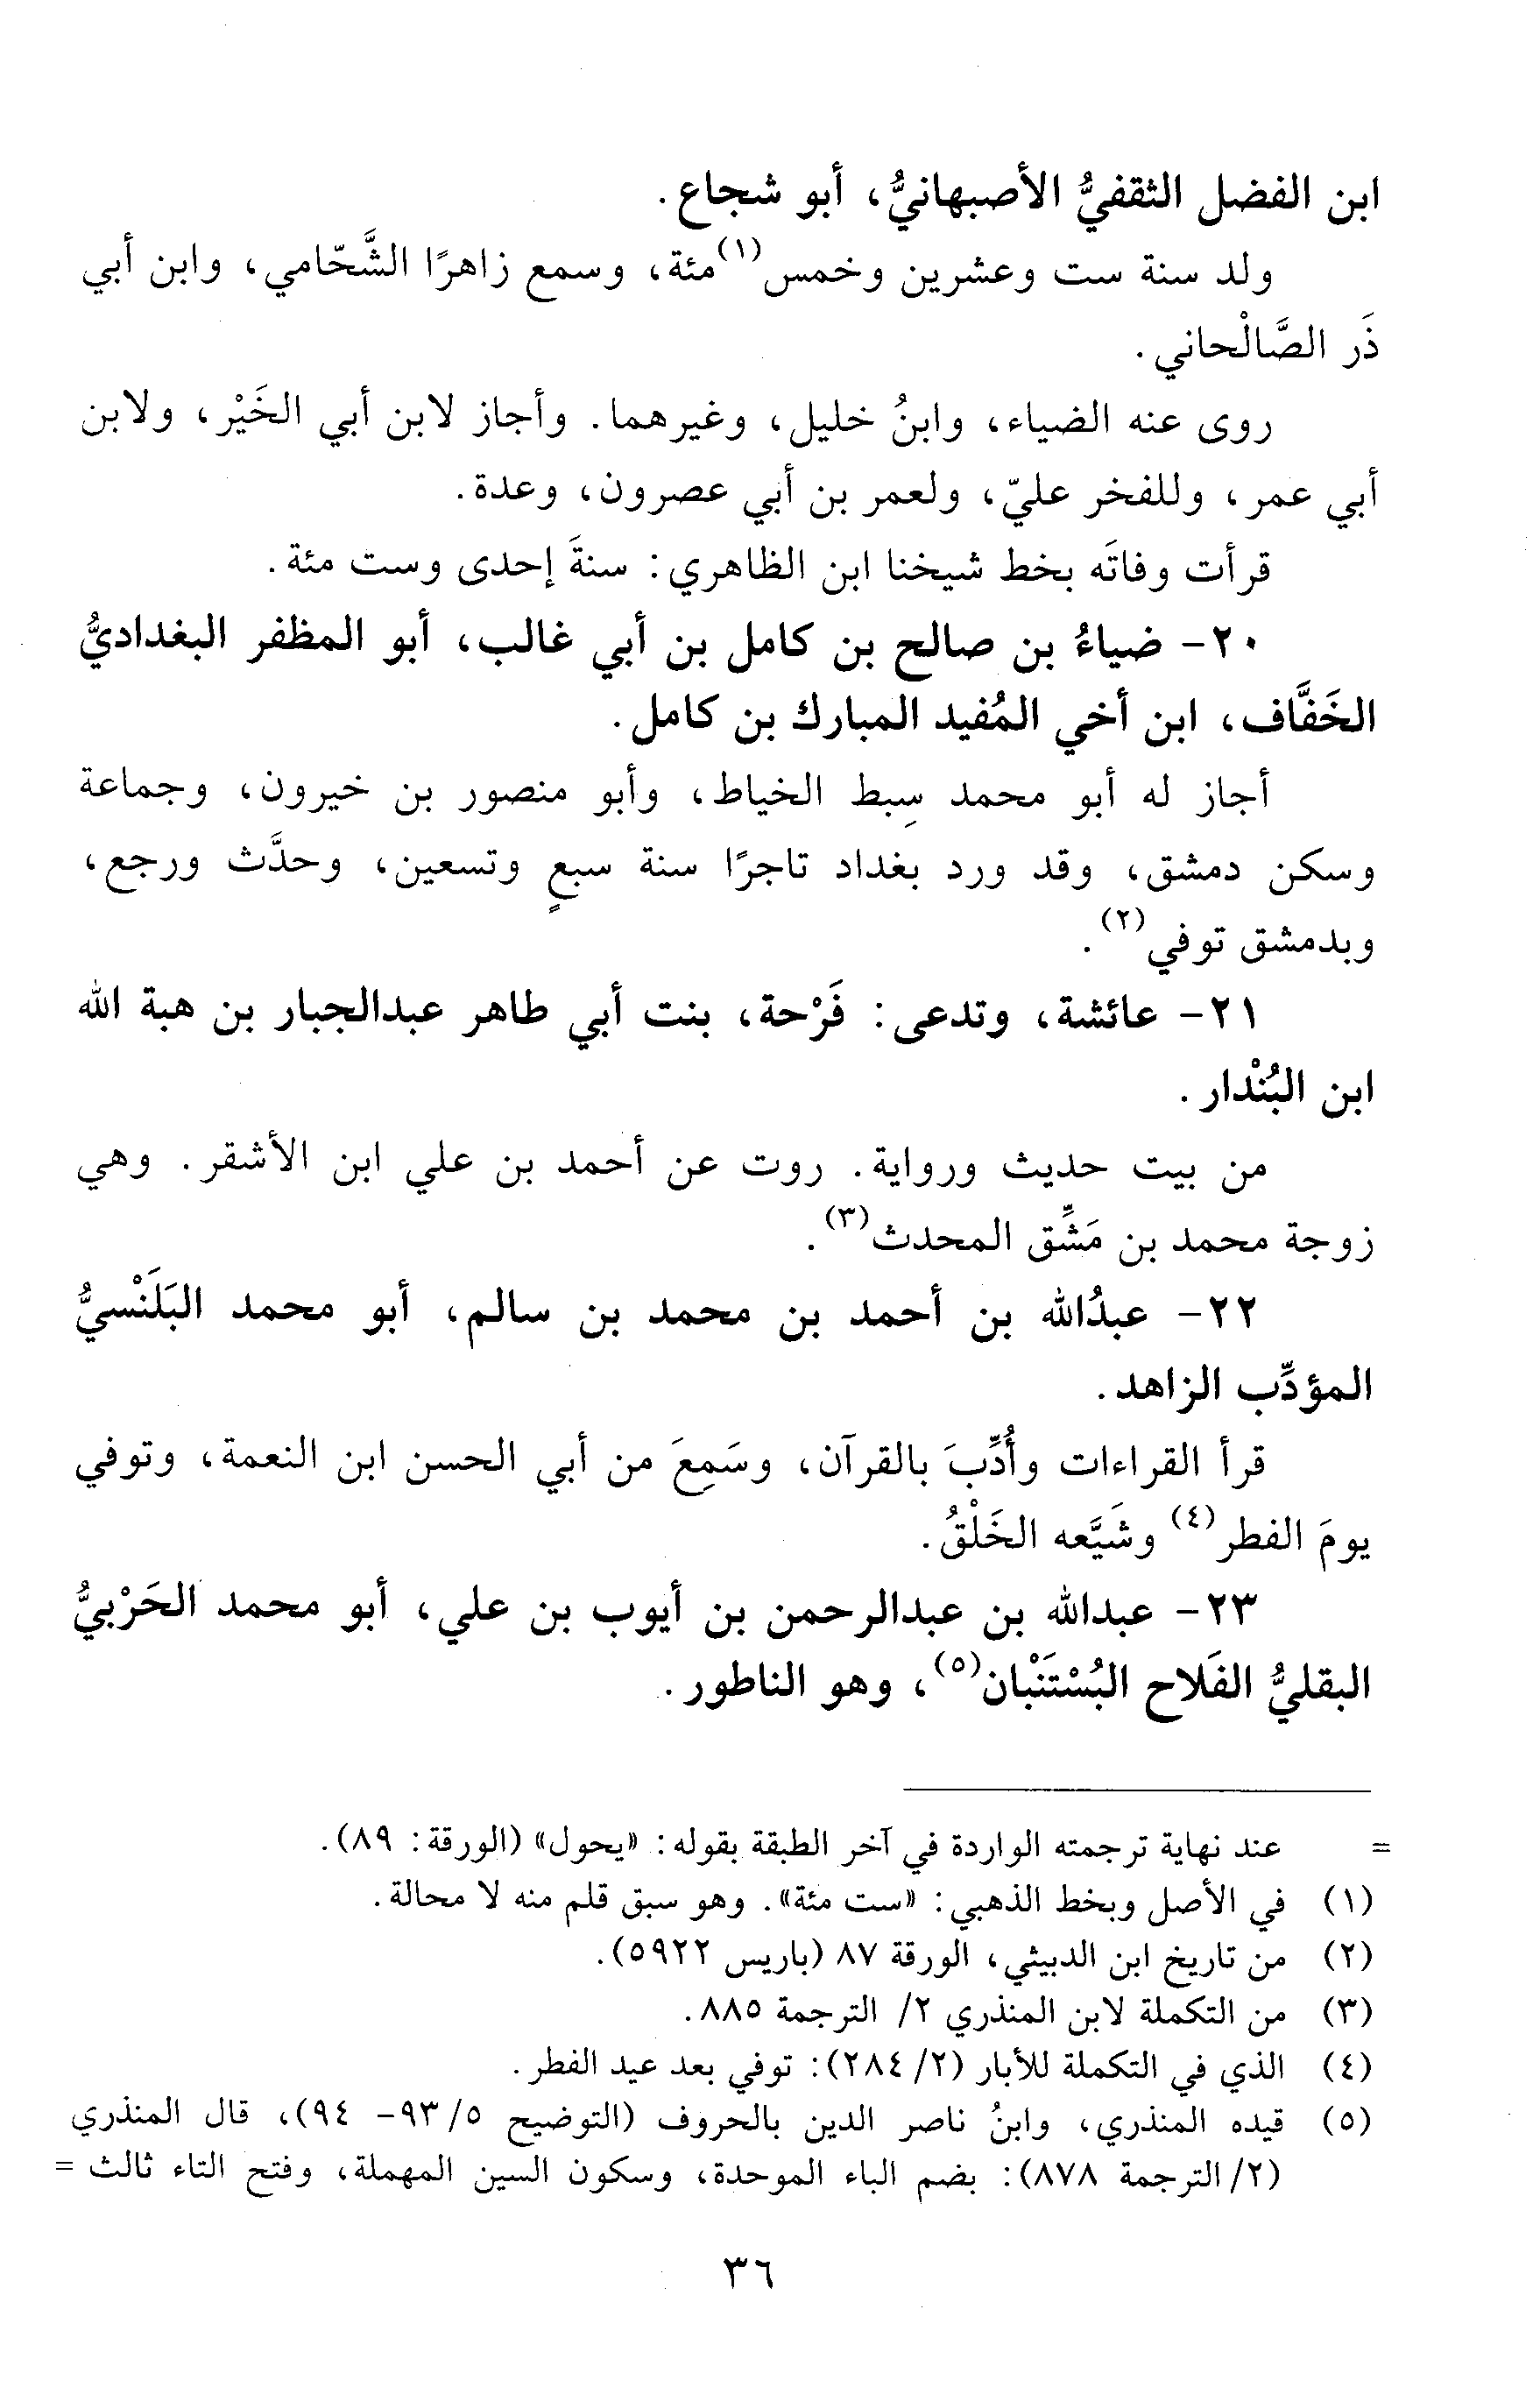 ابن الفضل الثقفيُّ الأصبهانيُّ، أبو شجاع.
ولد سنة ست وعشرين وخمس(١) مئة، وسمع زاهرًا الشَّحّامي، وابن أبي
ذَر الصَّالْحاني.
روى عنه الضياء، وابنُ خليل، وغيرهما. وأجاز لابن أبي الخَيْر، ولابن
أبي عمر، وللفخر عليّ، ولعمر بن أبي عصرون، وعدة.
قرأت وفاتَه بخط شيخنا ابن الظاهري: سنةَ إحدى وست مئة.
٢٠- ضياءُ بن صالح بن كامل بن أبي غالب، أبو المظفر البغداديُّ
الخَفَّاف، ابن أخي المُفيد المبارك بن كامل.
أجاز له أبو محمد سِبط الخياط، وأبو منصور بن خيرون، وجماعة
وسكن دمشق، وقد ورد بغداد تاجرًا سنة سبعٍ وتسعين، وحدَّث ورجع،
وبدمشق توفي(٢).
٢١- عائشة، وتدعى: فَرْحة، بنت أبي طاهر عبدالجبار بن هبة الله
ابن البُنْدار.
من بيت حديث ورواية. روت عن أحمد بن علي ابن الأشقر. وهي
زوجة محمد بن مَشِّق المحدث(٣).
٢٢- عبدُالله بن أحمد بن محمد بن سالم، أبو محمد البَلَنْسيُّ
المؤدِّب الزاهد.
قرأ القراءات وأُدِّبَ بالقرآن، وسَمِعَ من أبي الحسن ابن النعمة، وتوفي
يومَ الفطر(٤) وشَيَّعه الخَلْقُ.
٢٣- عبدالله بن عبدالرحمن بن أيوب بن علي، أبو محمد الحَرْبيُّ
البقليُّ الفَلاح البُسْتَنْبان(٥)، وهو الناطور.
= عند نهاية ترجمته الواردة في آخر الطبقة بقوله: «يحول» (الورقة: ٨٩).
(١) في الأصل وبخط الذهبي: «ست مئة». وهو سبق قلم منه لا محالة.
(٢) من تاريخ ابن الدبيثي، الورقة ٨٧ (باريس ٥٩٢٢).
(٣) من التكملة لابن المنذري ٢/ الترجمة ٨٨٥.
(٤) الذي في التكملة للأبار (٢/ ٢٨٤): توفي بعد عيد الفطر.
(٥) قيده المنذري، وابنُ ناصر الدين بالحروف (التوضيح ٥/ ٩٣- ٩٤)، قال المنذري
(٢/ الترجمة ٨٧٨): بضم الباء الموحدة، وسكون السين المهملة، وفتح التاء ثالث =
٣٦